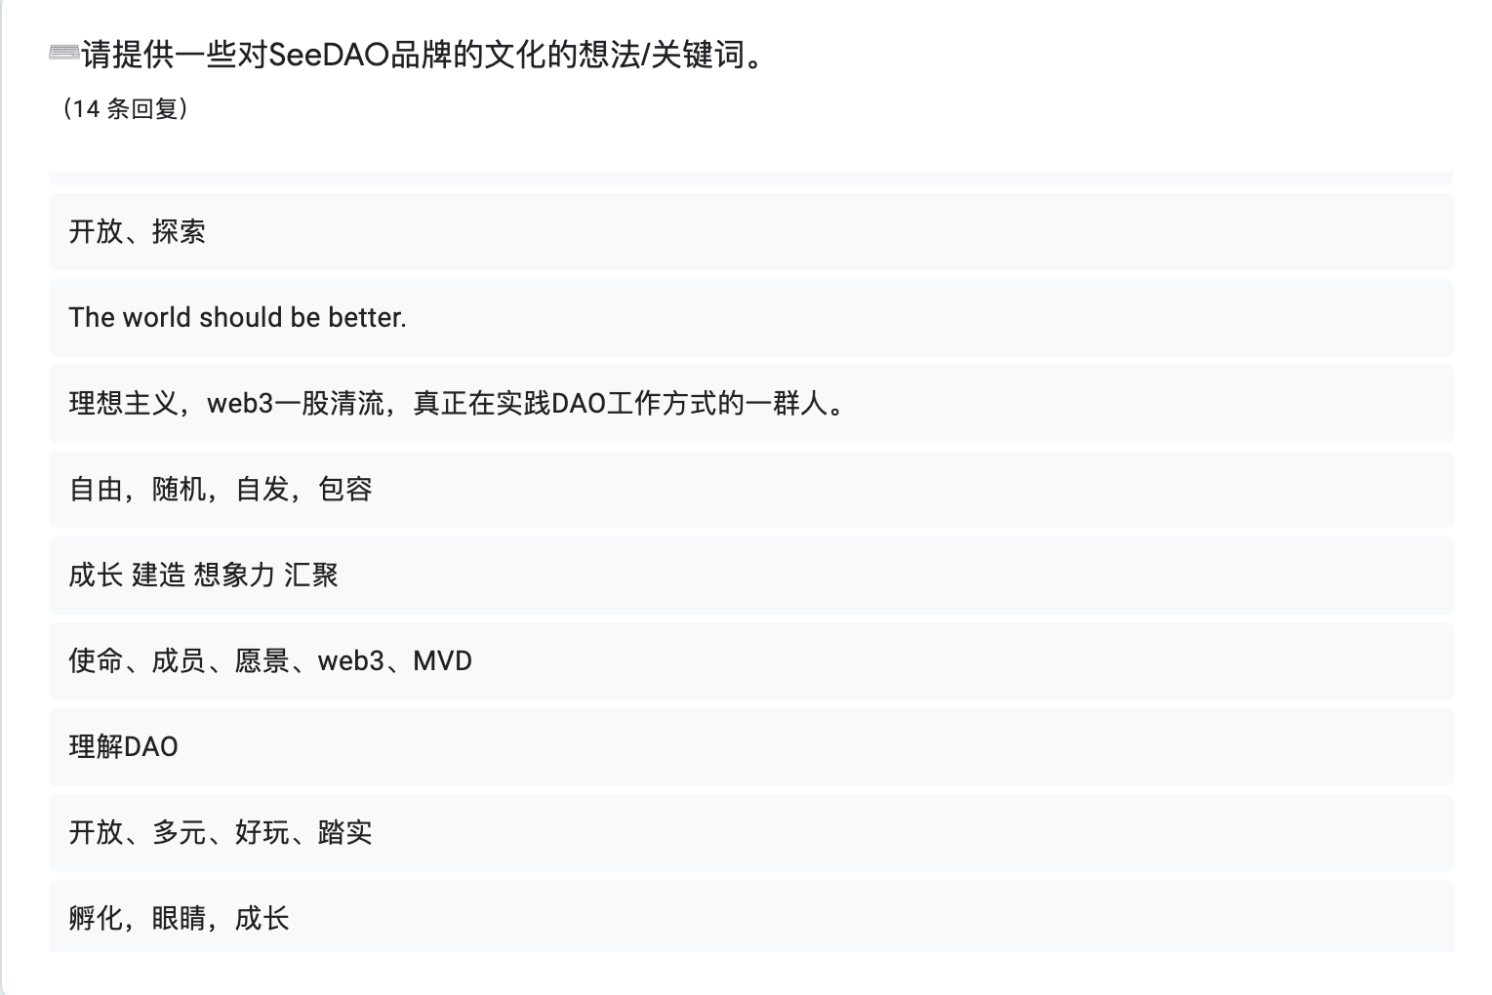 ⌨️请提供一些对SeeDAO品牌的文化的想法/关键词。
（14 条回复）
开放、探索
The world should be better.
理想主义，web3一股清流，真正在实践DAO工作方式的一群人。
自由，随机，自发，包容
成长 建造 想象力 汇聚
使命、成员、愿景、web3、MVD
理解DAO
开放、多元、好玩、踏实
孵化，眼睛，成长